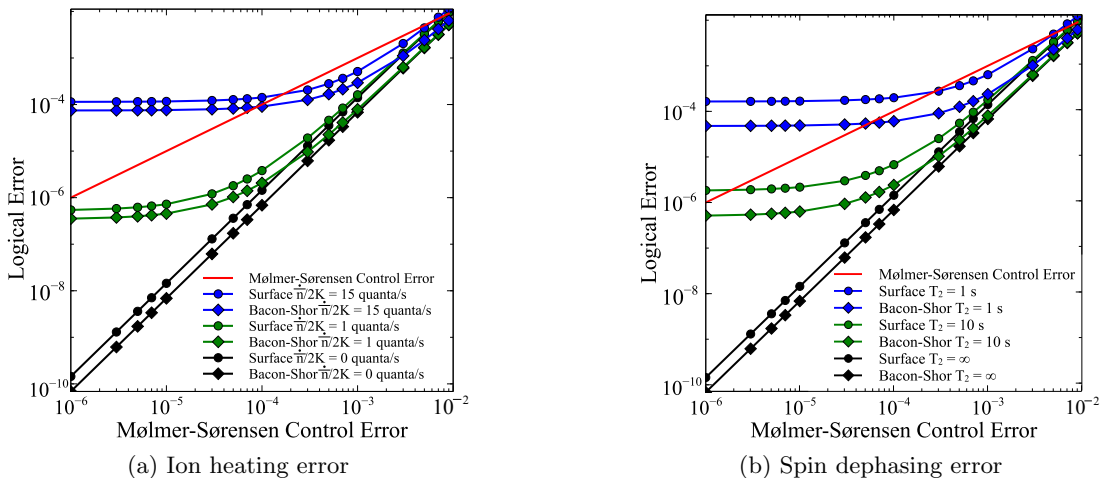 Logical Error
10⁻⁴
10⁻⁶
10⁻⁸
10⁻¹⁰
Mølmer-Sørensen Control Error
Surface n̄̇/2K = 15 quanta/s
Bacon-Shor n̄̇/2K = 15 quanta/s
Surface n̄̇/2K = 1 quanta/s
Bacon-Shor n̄̇/2K = 1 quanta/s
Surface n̄̇/2K = 0 quanta/s
Bacon-Shor n̄̇/2K = 0 quanta/s
10⁻⁶ 10⁻⁵ 10⁻⁴ 10⁻³ 10⁻²
Mølmer-Sørensen Control Error
(a) Ion heating error
Logical Error
10⁻⁴
10⁻⁶
10⁻⁸
10⁻¹⁰
Mølmer-Sørensen Control Error
Surface T₂ = 1 s
Bacon-Shor T₂ = 1 s
Surface T₂ = 10 s
Bacon-Shor T₂ = 10 s
Surface T₂ = ∞
Bacon-Shor T₂ = ∞
10⁻⁶ 10⁻⁵ 10⁻⁴ 10⁻³ 10⁻²
Mølmer-Sørensen Control Error
(b) Spin dephasing error